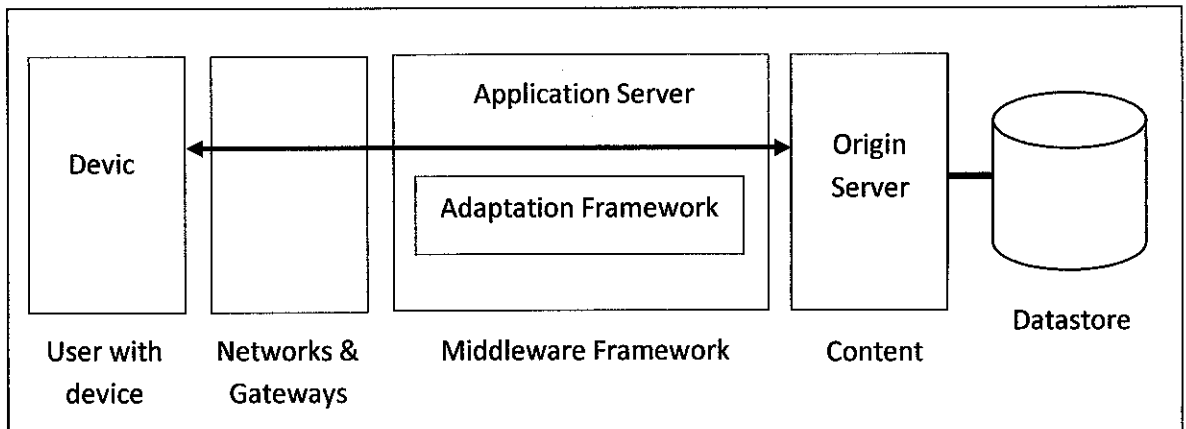 Application Server
Devic
Origin
Server
Adaptation Framework
Datastore
User with
device
Networks &
Gateways
Middleware Framework
Content